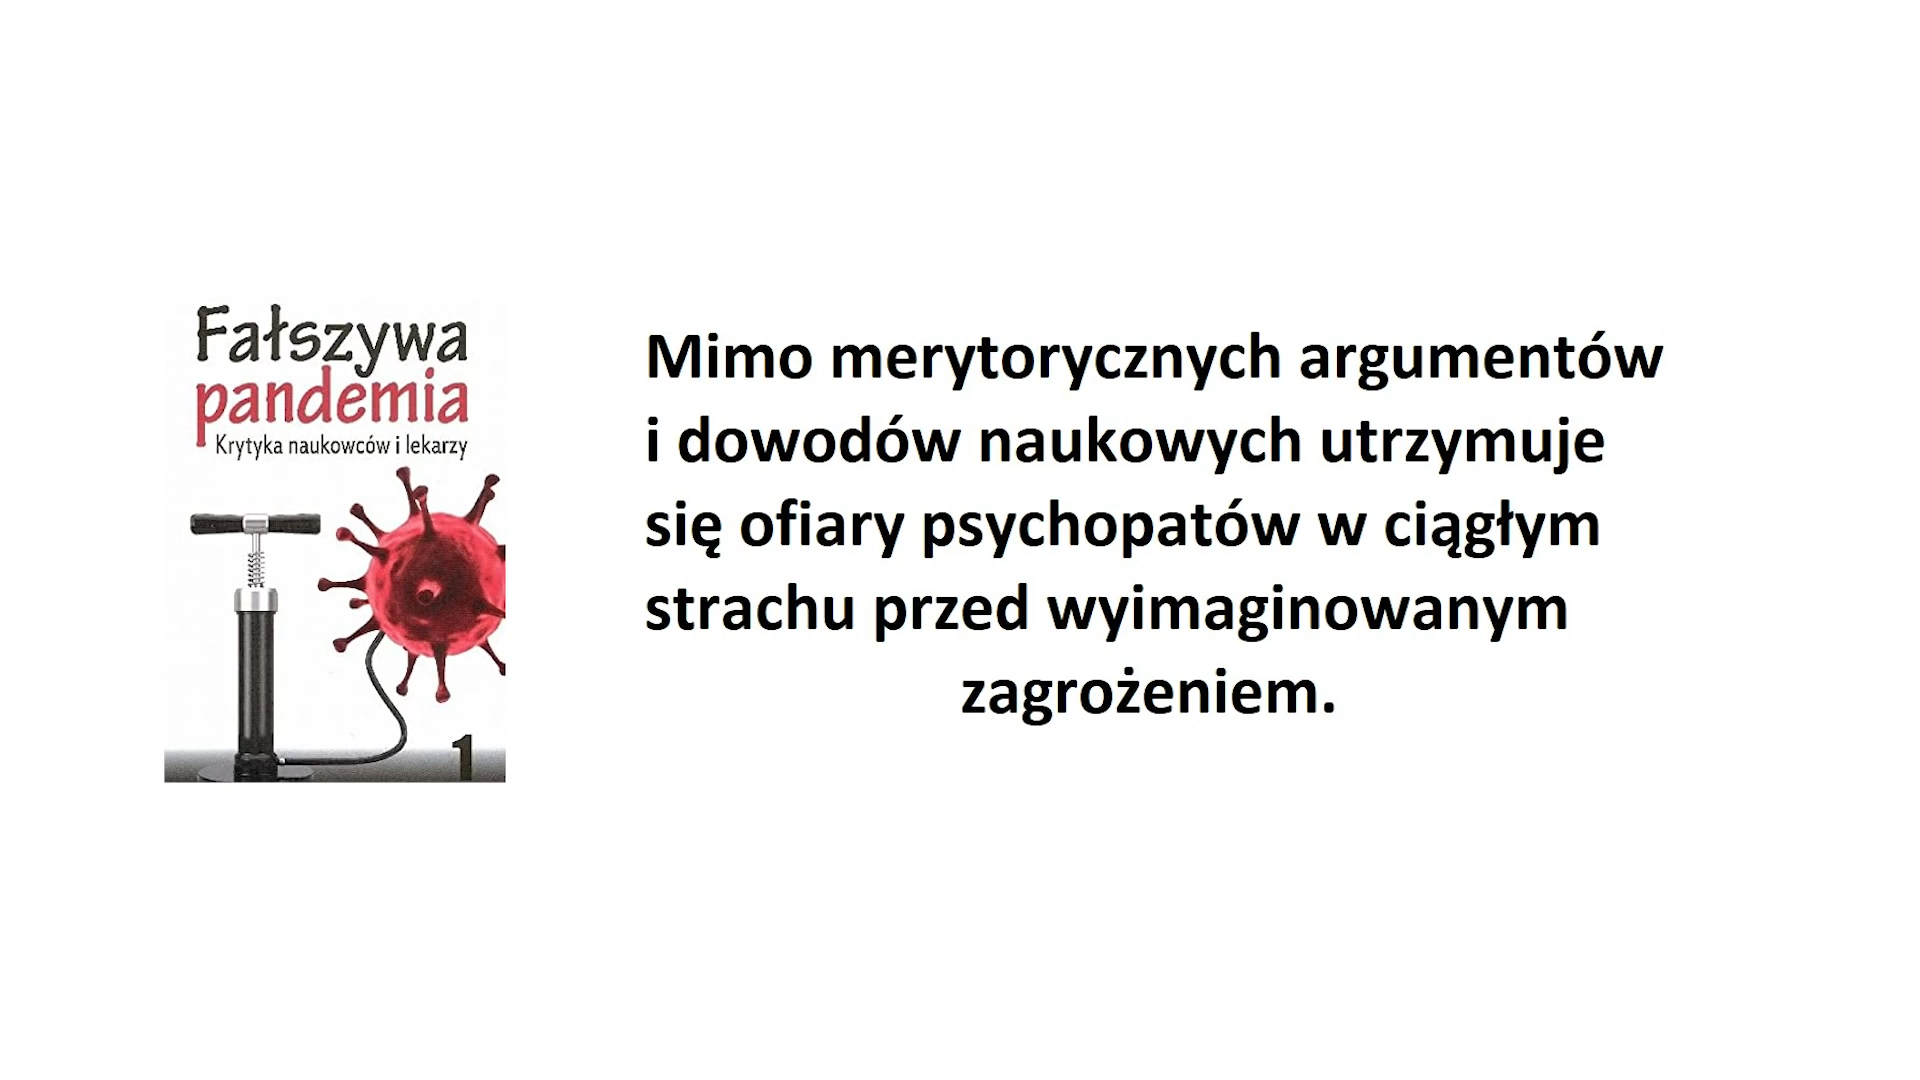 Fałszywa
pandemia
Krytyka naukowców i lekarzy
1
Mimo merytorycznych argumentów
i dowodów naukowych utrzymuje
się ofiary psychopatów w ciągłym
strachu przed wyimaginowanym
zagrożeniem.